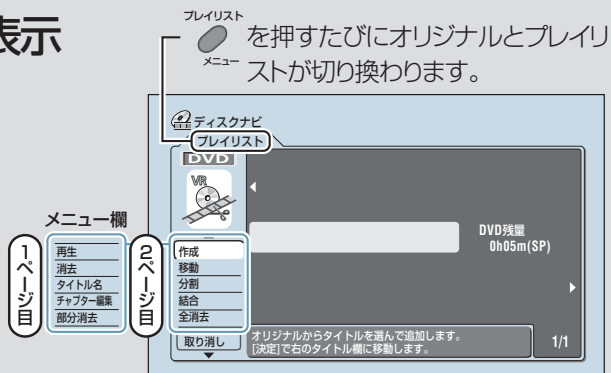 表示
プレイリスト
メニュー
を押すたびにオリジナルとプレイリ
ストが切り換わります。
ディスクナビ
プレイリスト
DVD
VR
メニュー欄
1ページ目
再生
消去
タイトル名
チャプター編集
部分消去
2ページ目
作成
移動
分割
結合
全消去
取り消し
DVD残量
0h05m(SP)
オリジナルからタイトルを選んで追加します。
[決定]で右のタイトル欄に移動します。
1/1